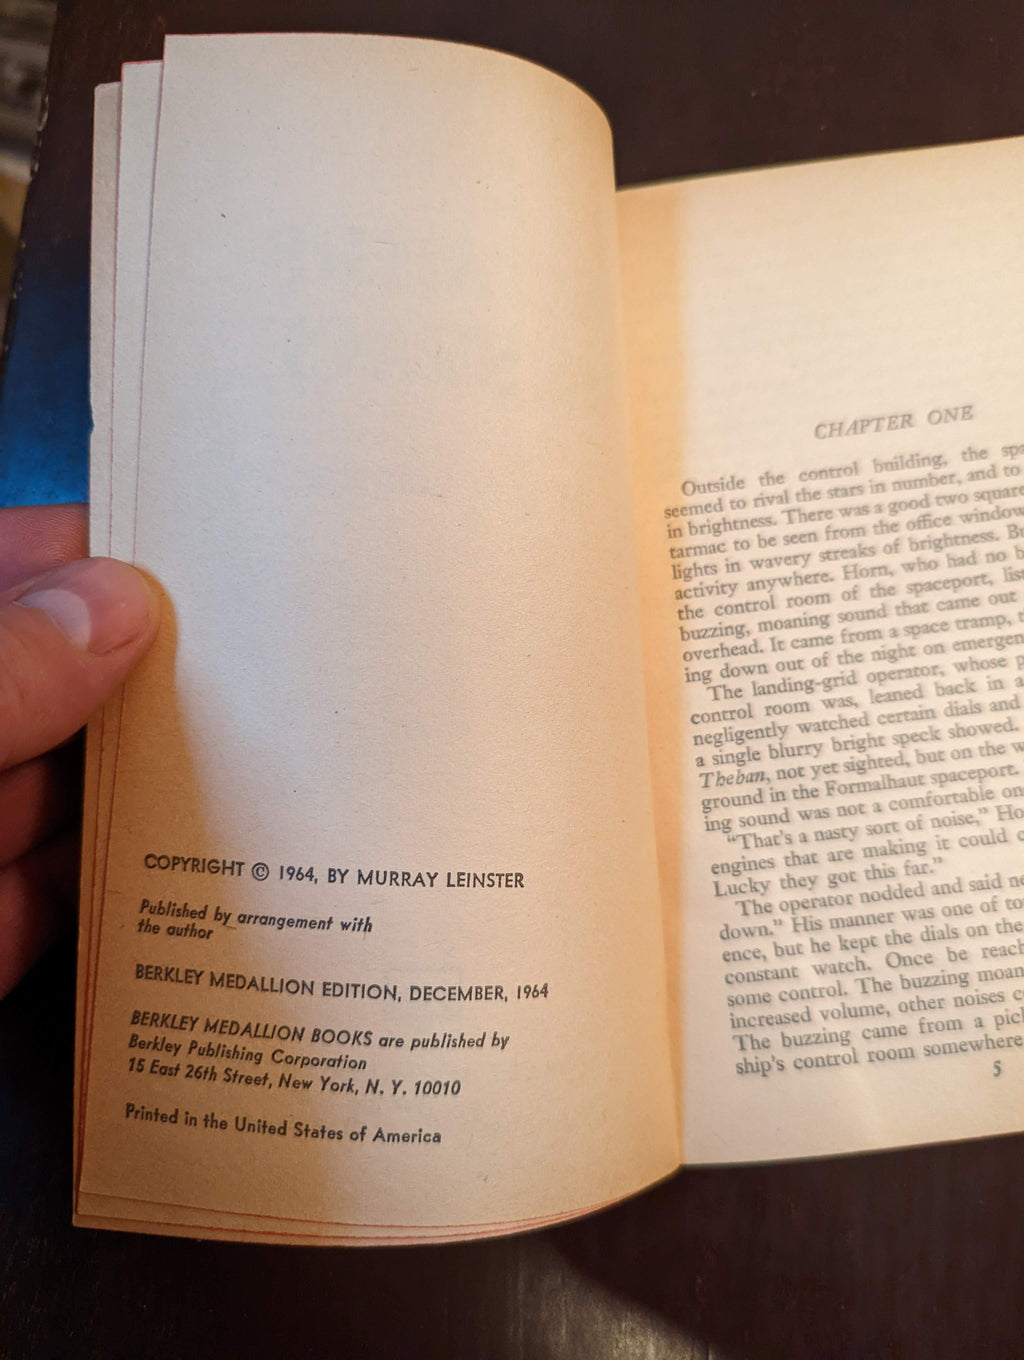 COPYRIGHT © 1964, BY MURRAY LEINSTER
Published by arrangement with
the author
BERKLEY MEDALLION EDITION, DECEMBER, 1964
BERKLEY MEDALLION BOOKS are published by
Berkley Publishing Corporation
15 East 26th Street, New York, N. Y. 10010
Printed in the United States of America
CHAPTER ONE
Outside the control building, the
seemed to rival the stars in number, and to
in brightness. There was a good two square
tarmac to be seen from the office window
lights in wavery streaks of brightness.
activity anywhere. Horn, who had no
the control room of the spaceport,
buzzing, moaning sound that came out
overhead. It came from a space tramp,
ing down out of the night on
The landing-grid operator, whose
control room was, leaned back in a
negligently watched certain dials and
a single blurry bright speck showed.
Theban, not yet sighted, but on the
ground in the Formalhaut spaceport.
ing sound was not a comfortable
“That’s a nasty sort of noise,”
engines that are making it could
Lucky they got this far.”
The operator nodded and said
down.” His manner was one of
ence, but he kept the dials on the
constant watch. Once be
some control. The buzzing
increased volume, other noises
The buzzing came from a
ship’s control room somewhere
5